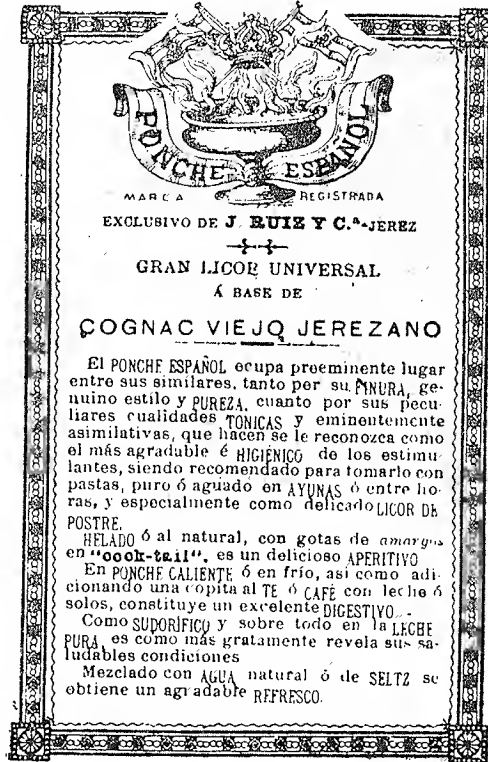 PONCHE ESPAÑOL
MARCA REGISTRADA
EXCLUSIVO DE J. RUIZ Y C.ª-JEREZ
GRAN LICOR UNIVERSAL
Á BASE DE
COGNAC VIEJO JEREZANO
El PONCHE ESPAÑOL ocupa preeminente lugar
entre sus similares, tanto por su FINURA, ge-
nuino estilo y PUREZA, cuanto por sus pecu-
liares cualidades TONICAS y eminentemente
asimilativas, que hacen se le reconozca como
el más agradable é HIGIÉNICO de los estimu-
lantes, siendo recomendado para tomarlo con
pastas, puro ó aguado en AYUNAS ó entre ho-
ras, y especialmente como delicado LICOR DE
POSTRE.
HELADO ó al natural, con gotas de amargos
en "cook-tail", es un delicioso APERITIVO
En PONCHE CALIENTE ó en frío, así como adi-
cionando una copita al TE ó CAFÉ con leche ó
solos, constituye un excelente DIGESTIVO.-
Como SUDORÍFICO y sobre todo en la LECHE
PURA, es como más gratamente revela sus sa-
ludables condiciones
Mezclado con AGUA natural ó de SELTZ se
obtiene un agradable REFRESCO.